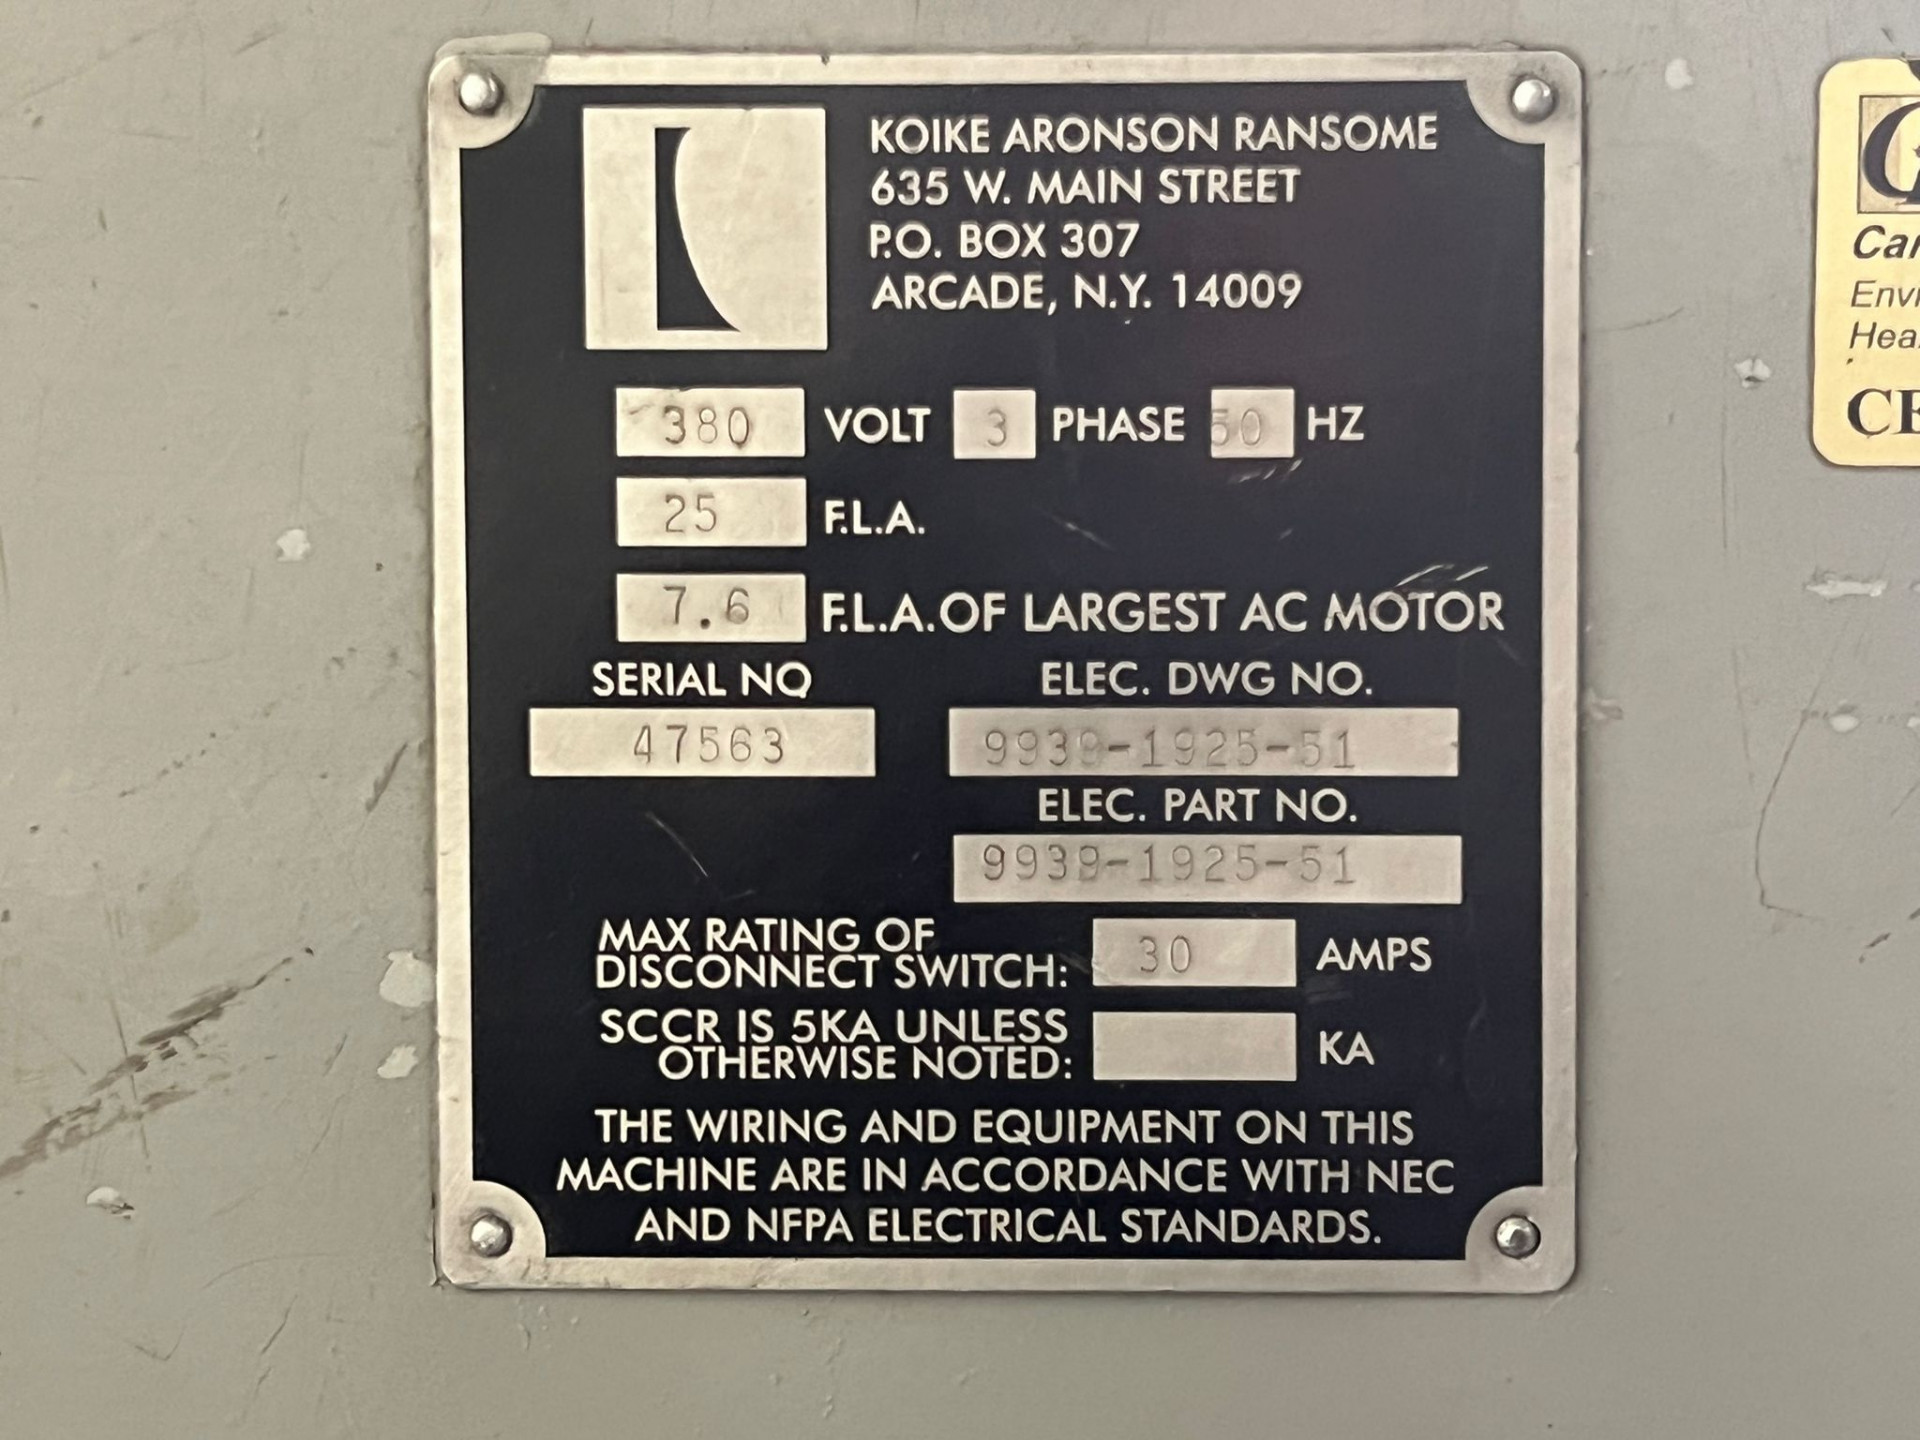 KOIKE ARONSON RANSOME
635 W. MAIN STREET
P.O. BOX 307
ARCADE, N.Y. 14009
380 VOLT 3 PHASE 50 HZ
25 F.L.A.
7.6 F.L.A. OF LARGEST AC MOTOR
SERIAL NO ELEC. DWG NO.
47563 9939-1925-51
ELEC. PART NO.
9939-1925-51
MAX RATING OF
DISCONNECT SWITCH: 30 AMPS
SCCR IS 5KA UNLESS
OTHERWISE NOTED: KA
THE WIRING AND EQUIPMENT ON THIS
MACHINE ARE IN ACCORDANCE WITH NEC
AND NFPA ELECTRICAL STANDARDS.